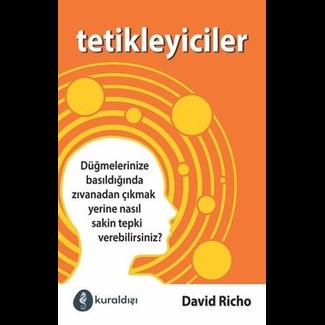 tetikleyiciler
Düğmelerinize
basıldığında
zıvanadan çıkmak
yerine nasıl
sakin tepki
verebilirsiniz?
kuraldışı
David Richo